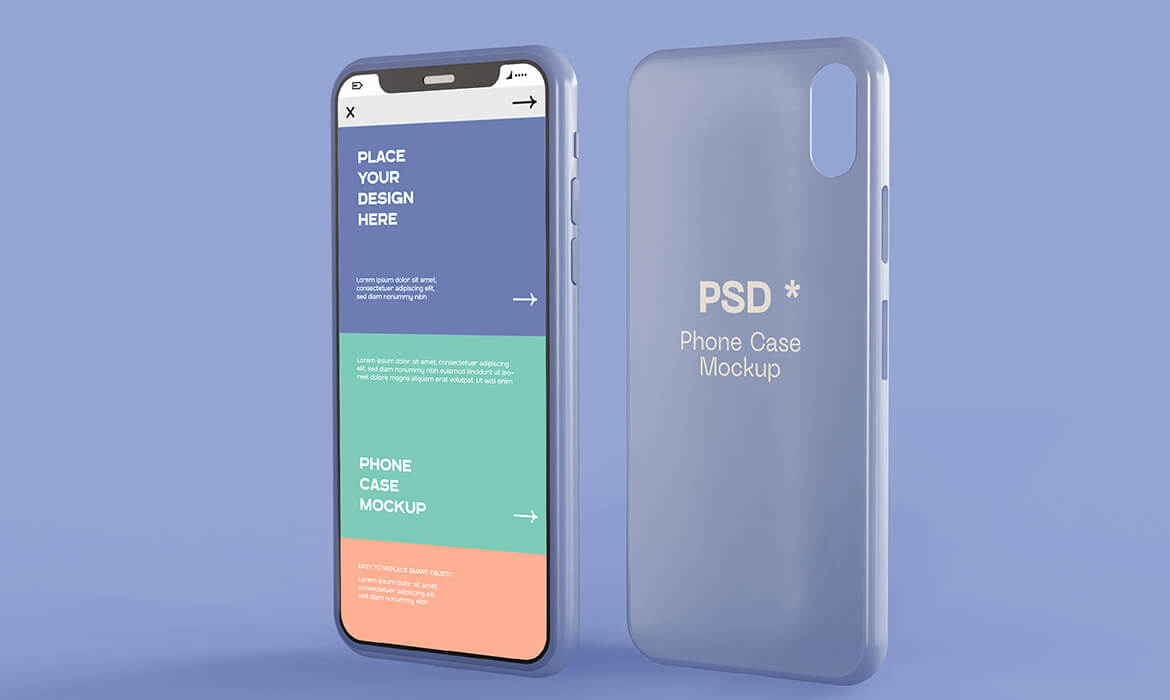 X
PLACE
YOUR
DESIGN
HERE
Lorem ipsum dolor sit amet,
consectetuer adipiscing elit,
sed diam nonummy nibh
Lorem ipsum dolor sit amet, consectetuer adipiscing
elit, sed diam nonummy nibh euismod tincidunt ut lao-
reet dolore magna aliquam erat volutpat. Ut wisi enim
PHONE
CASE
MOCKUP
EASY TO REPLACE SMART OBJETC
Lorem ipsum dolor sit amet,
consectetuer adipiscing elit,
sed diam nonummy nibh
PSD *
Phone Case
Mockup